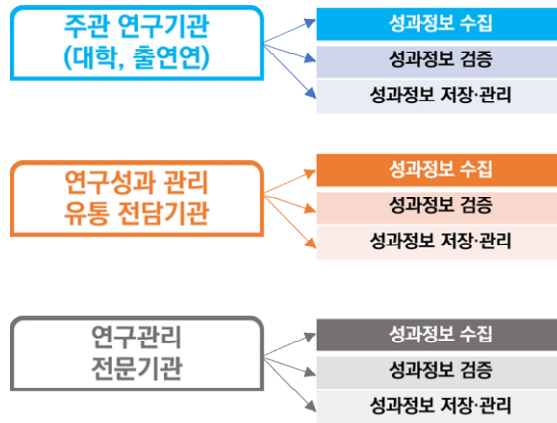 주관 연구기관
(대학, 출연연)
성과정보 수집
성과정보 검증
성과정보 저장·관리
연구성과 관리
유통 전담기관
성과정보 수집
성과정보 검증
성과정보 저장·관리
연구관리
전문기관
성과정보 수집
성과정보 검증
성과정보 저장·관리